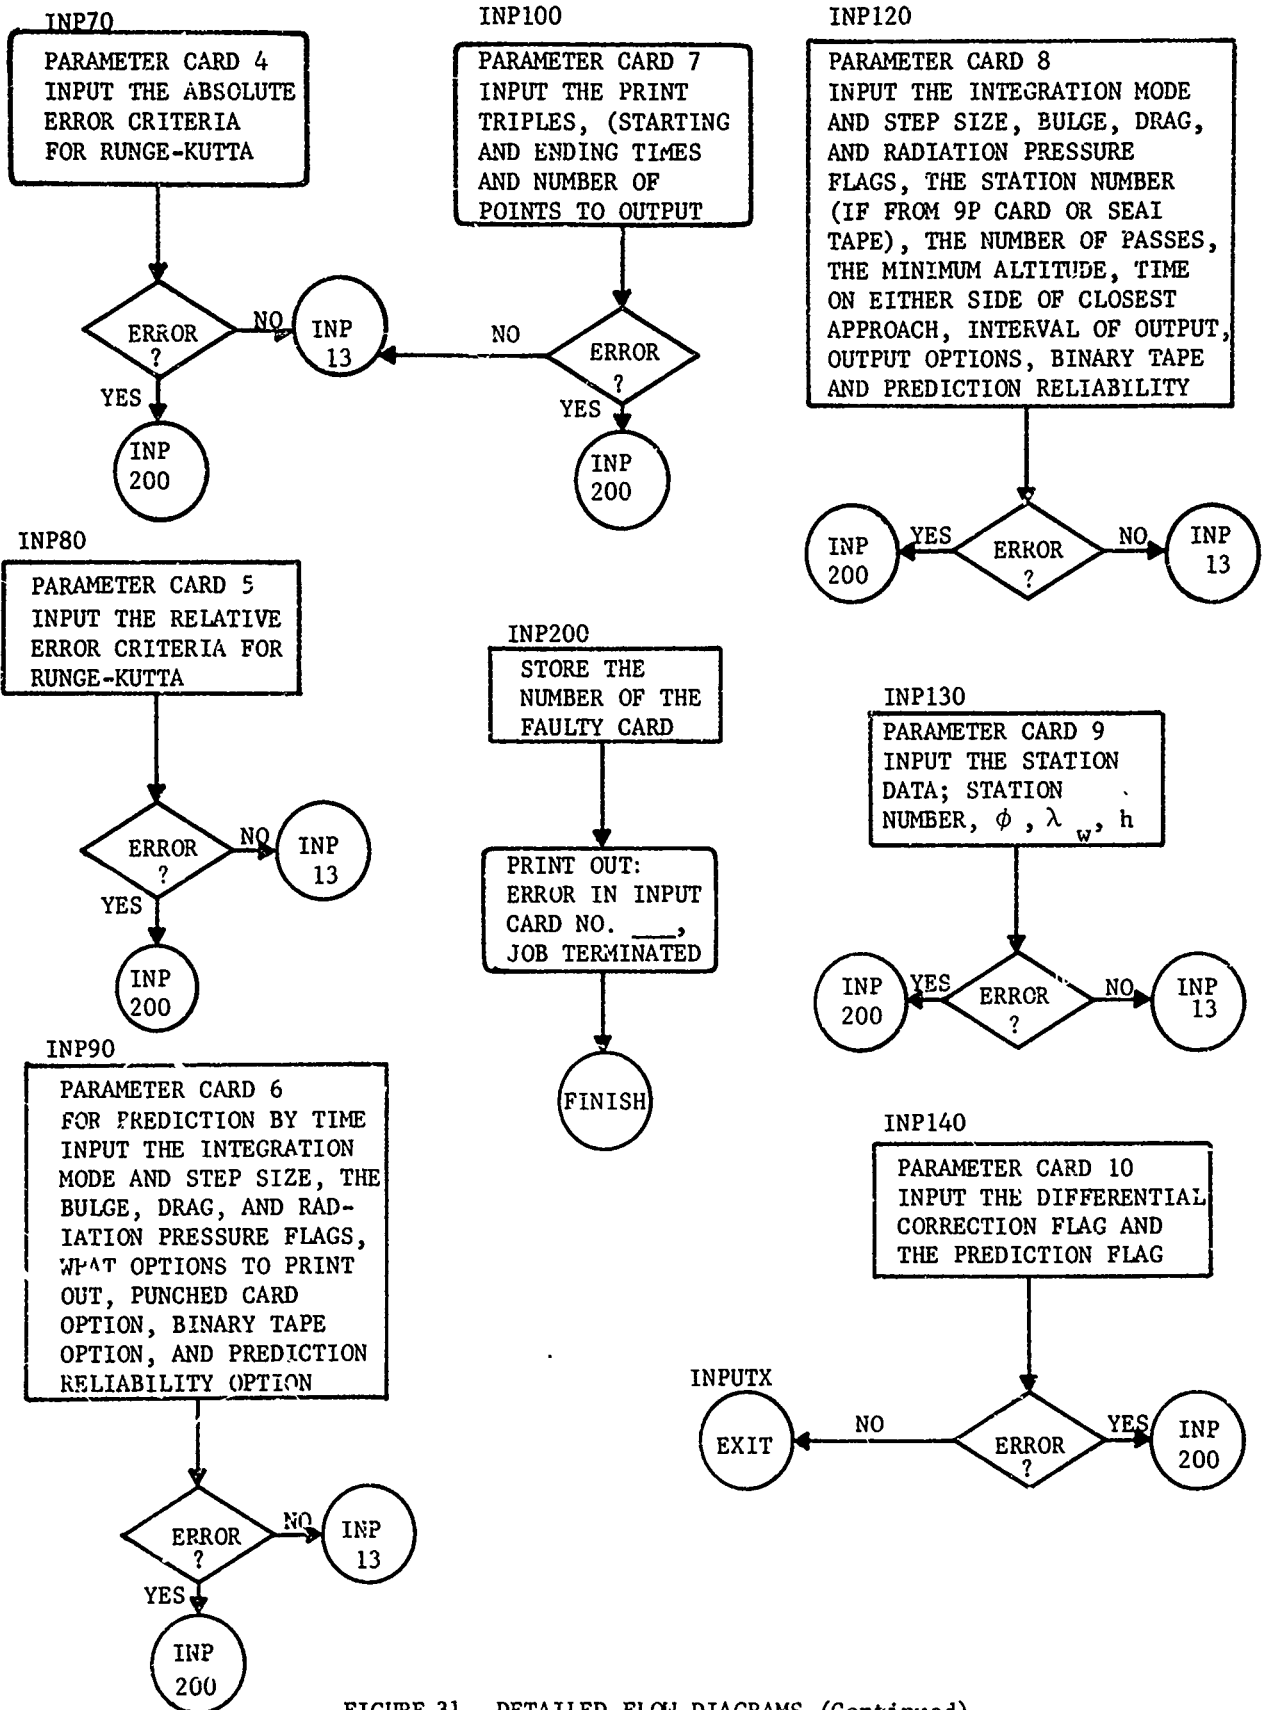 INP70
PARAMETER CARD 4
INPUT THE ABSOLUTE
ERROR CRITERIA
FOR RUNGE-KUTTA
ERROR
?
NO
INP
13
YES
INP
200
INP100
PARAMETER CARD 7
INPUT THE PRINT
TRIPLES, (STARTING
AND ENDING TIMES
AND NUMBER OF
POINTS TO OUTPUT
NO
ERROR
?
YES
INP
200
INP120
PARAMETER CARD 8
INPUT THE INTEGRATION MODE
AND STEP SIZE, BULGE, DRAG,
AND RADIATION PRESSURE
FLAGS, THE STATION NUMBER
(IF FROM 9P CARD OR SEAI
TAPE), THE NUMBER OF PASSES,
THE MINIMUM ALTITUDE, TIME
ON EITHER SIDE OF CLOSEST
APPROACH, INTERVAL OF OUTPUT,
OUTPUT OPTIONS, BINARY TAPE
AND PREDICTION RELIABILITY
INP
200
YES
ERROR
?
NO
INP
13
INP80
PARAMETER CARD 5
INPUT THE RELATIVE
ERROR CRITERIA FOR
RUNGE-KUTTA
ERROR
?
NO
INP
13
YES
INP
200
INP200
STORE THE
NUMBER OF THE
FAULTY CARD
PRINT OUT:
ERROR IN INPUT
CARD NO. ___,
JOB TERMINATED
FINISH
INP130
PARAMETER CARD 9
INPUT THE STATION
DATA; STATION
NUMBER, ϕ , λ w, h
INP
200
YES
ERROR
?
NO
INP
13
INP90
PARAMETER CARD 6
FOR PREDICTION BY TIME
INPUT THE INTEGRATION
MODE AND STEP SIZE, THE
BULGE, DRAG, AND RAD-
IATION PRESSURE FLAGS,
WHAT OPTIONS TO PRINT
OUT, PUNCHED CARD
OPTION, BINARY TAPE
OPTION, AND PREDICTION
RELIABILITY OPTION
ERROR
?
NO
INP
13
YES
INP
200
INP140
PARAMETER CARD 10
INPUT THE DIFFERENTIAL
CORRECTION FLAG AND
THE PREDICTION FLAG
INPUTX
EXIT
NO
ERROR
?
YES
INP
200
FIGURE 31. DETAILED FLOW DIAGRAMS (Continued)